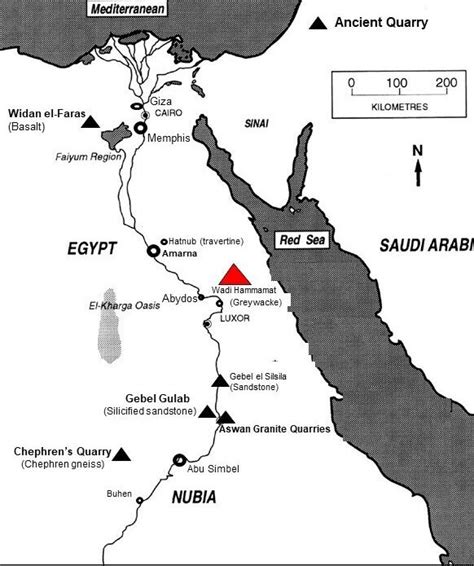 Mediterranean
Ancient Quarry
0 100 200
KILOMETRES
Giza
CAIRO
Widan el-Faras
(Basalt)
SINAI
Memphis
Faiyum Region
N
EGYPT
Hatnub (travertine)
Amarna
Red Sea
SAUDI ARABI
Wadi Hammamat
(Greywacke)
El-Kharga Oasis
Abydos
LUXOR
Gebel el Silsila
(Sandstone)
Gebel Gulab
(Silicified sandstone)
Aswan Granite Quarries
Chephren's Quarry
(Chephren gneiss)
Abu Simbel
Buhen
NUBIA